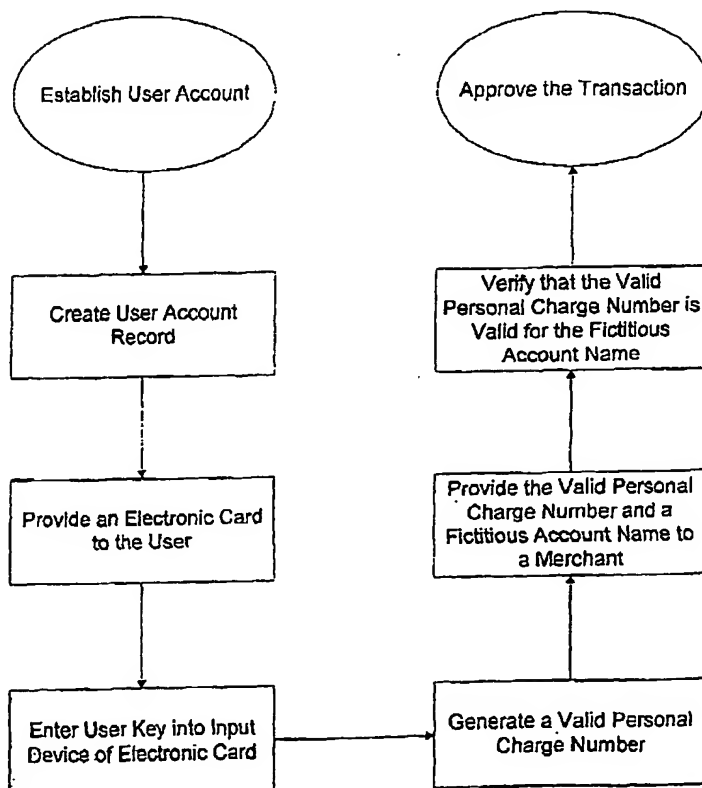 Establish User Account
Create User Account
Record
Provide an Electronic Card
to the User
Enter User Key into Input
Device of Electronic Card
Generate a Valid Personal
Charge Number
Provide the Valid Personal
Charge Number and a
Fictitious Account Name to
a Merchant
Verify that the Valid
Personal Charge Number is
Valid for the Fictitious
Account Name
Approve the Transaction